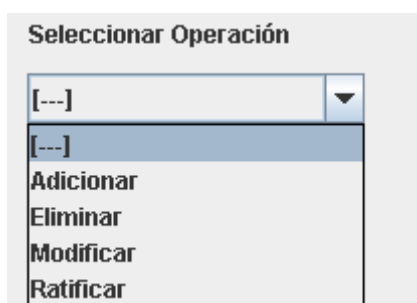 Seleccionar Operación
[---]
[---]
Adicionar
Eliminar
Modificar
Ratificar